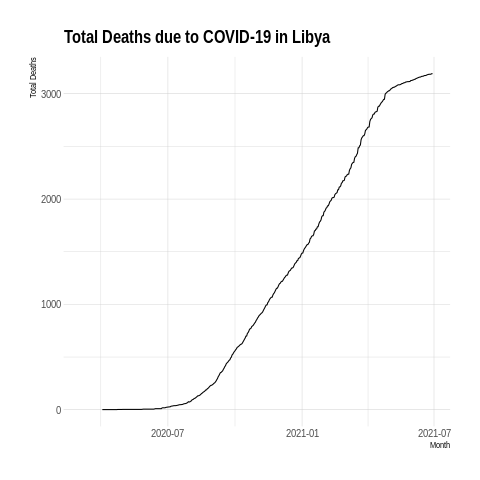 Total Deaths due to COVID-19 in Libya
Total Deaths
3000
2000
1000
0
2020-07
2021-01
2021-07
Month